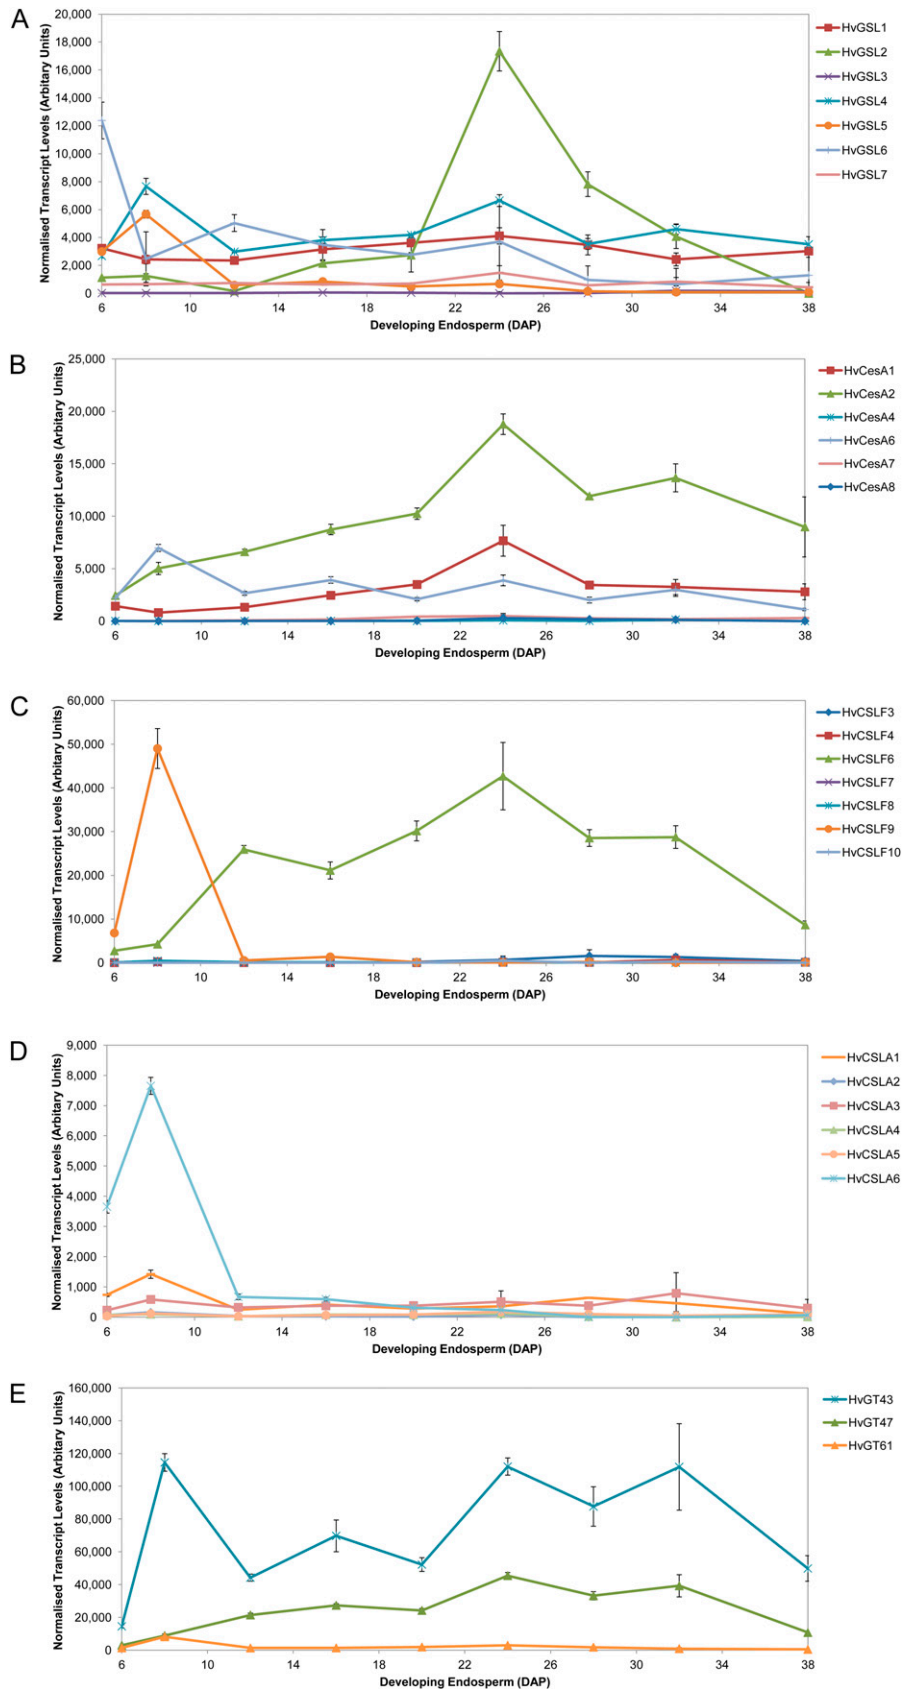 A
Normalised Transcript Levels (Arbitary Units)
20,000
18,000
16,000
14,000
12,000
10,000
8,000
6,000
4,000
2,000
0
6 10 14 18 22 26 30 34 38
Developing Endosperm (DAP)
HvGSL1
HvGSL2
HvGSL3
HvGSL4
HvGSL5
HvGSL6
HvGSL7
B
Normalised Transcript Levels (Arbitary Units)
25,000
20,000
15,000
10,000
5,000
0
6 10 14 18 22 26 30 34 38
Developing Endosperm (DAP)
HvCesA1
HvCesA2
HvCesA4
HvCesA6
HvCesA7
HvCesA8
C
Normalised Transcript Levels (Arbitary Units)
60,000
50,000
40,000
30,000
20,000
10,000
0
6 10 14 18 22 26 30 34 38
Developing Endosperm (DAP)
HvCSLF3
HvCSLF4
HvCSLF6
HvCSLF7
HvCSLF8
HvCSLF9
HvCSLF10
D
Normalised Transcript Levels (Arbitary Units)
9,000
8,000
7,000
6,000
5,000
4,000
3,000
2,000
1,000
0
6 10 14 18 22 26 30 34 38
Developing Endosperm (DAP)
HvCSLA1
HvCSLA2
HvCSLA3
HvCSLA4
HvCSLA5
HvCSLA6
E
Normalised Transcript Levels (Arbitary Units)
160,000
140,000
120,000
100,000
80,000
60,000
40,000
20,000
0
6 10 14 18 22 26 30 34 38
Developing Endosperm (DAP)
HvGT43
HvGT47
HvGT61